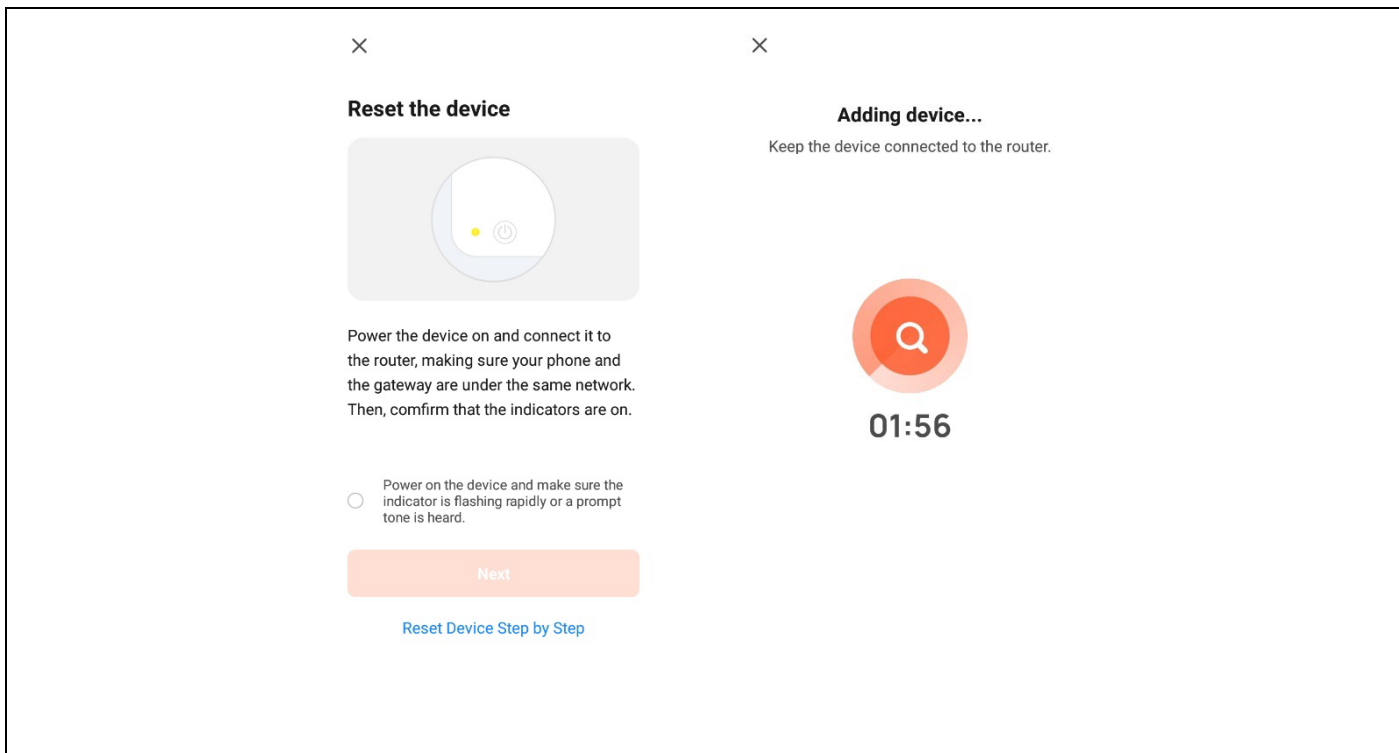 Reset the device
Power the device on and connect it to
the router, making sure your phone and
the gateway are under the same network.
Then, comfirm that the indicators are on.
Power on the device and make sure the
indicator is flashing rapidly or a prompt
tone is heard.
Next
Reset Device Step by Step
Adding device...
Keep the device connected to the router.
01:56